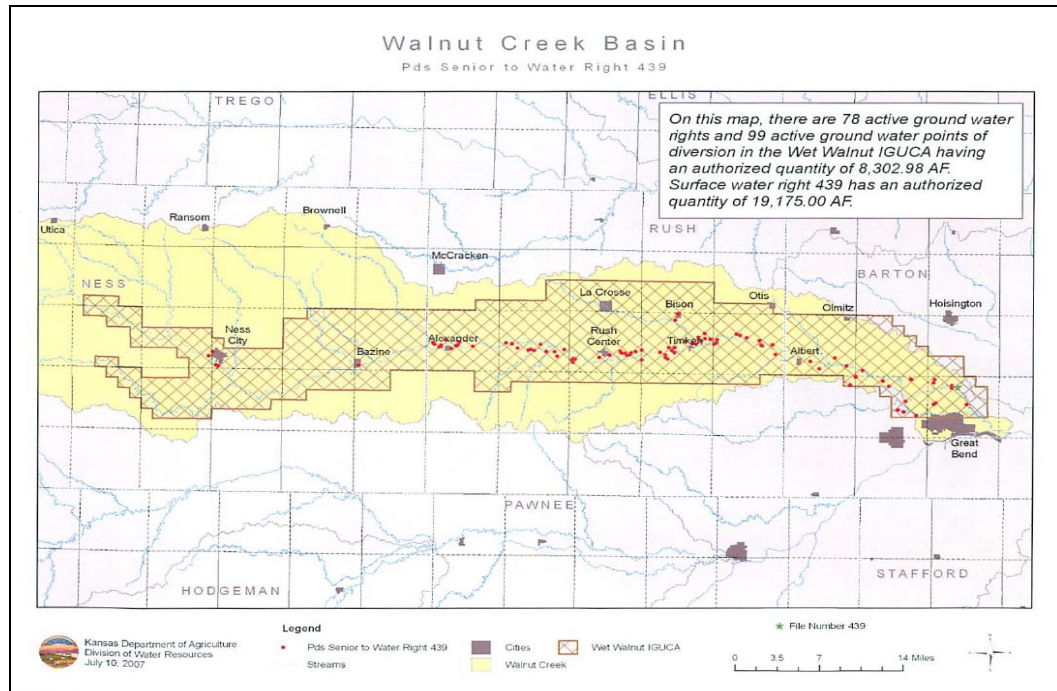 Walnut Creek Basin
Pds Senior to Water Right 439
TREGO
ELLIS
On this map, there are 78 active ground water
rights and 99 active ground water points of
diversion in the Wet Walnut IGUCA having
an authorized quantity of 8,302.98 AF.
Surface water right 439 has an authorized
quantity of 19,175.00 AF.
Utica
Ransom
Brownell
RUSH
McCracken
BARTON
NESS
La Crosse
Bison
Otis
Olmitz
Hoisington
Ness
City
Bazine
Alexander
Rush
Center
Timken
Albert
Great
Bend
PAWNEE
HODGEMAN
STAFFORD
Kansas Department of Agriculture
Division of Water Resources
July 10, 2007
Legend
Pds Senior to Water Right 439
Streams
Cities
Walnut Creek
Wet Walnut IGUCA
File Number 439
0 3.5 7 14 Miles